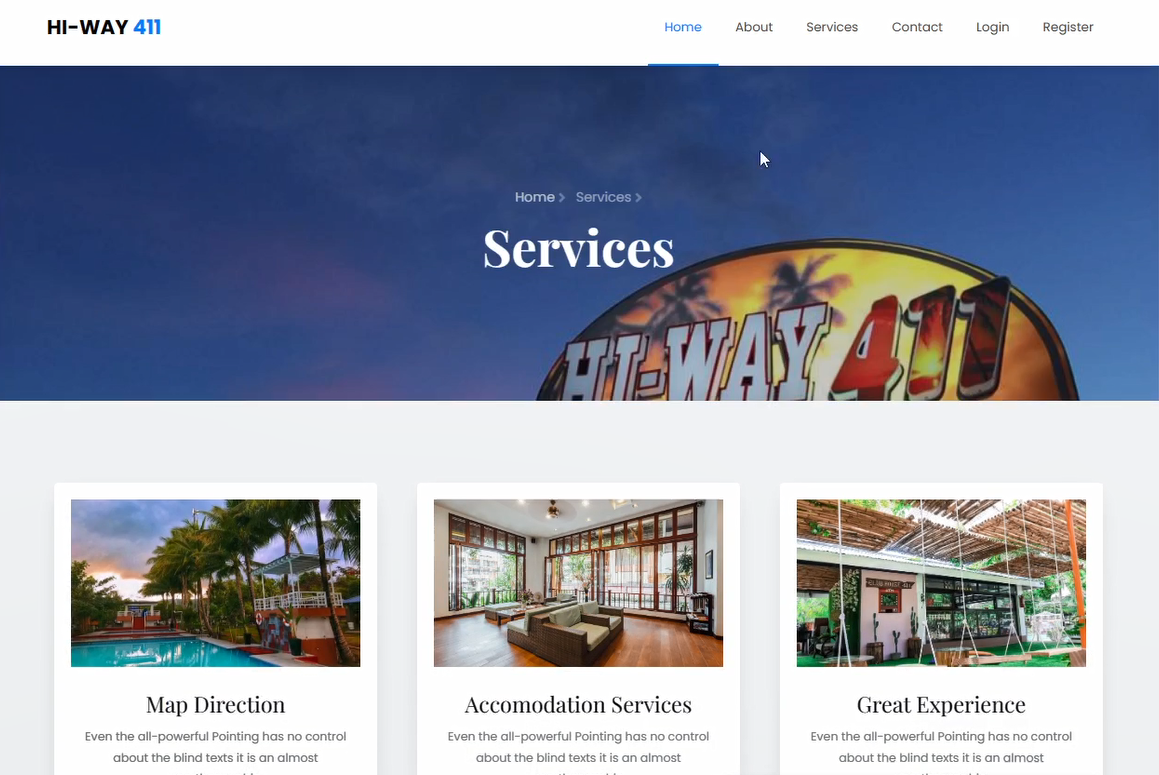 HI-WAY 411
Home About Services Contact Login Register
Home Services
Services
HI-WAY 411
Map Direction
Even the all-powerful Pointing has no control
about the blind texts it is an almost
Accomodation Services
Even the all-powerful Pointing has no control
about the blind texts it is an almost
Great Experience
Even the all-powerful Pointing has no control
about the blind texts it is an almost